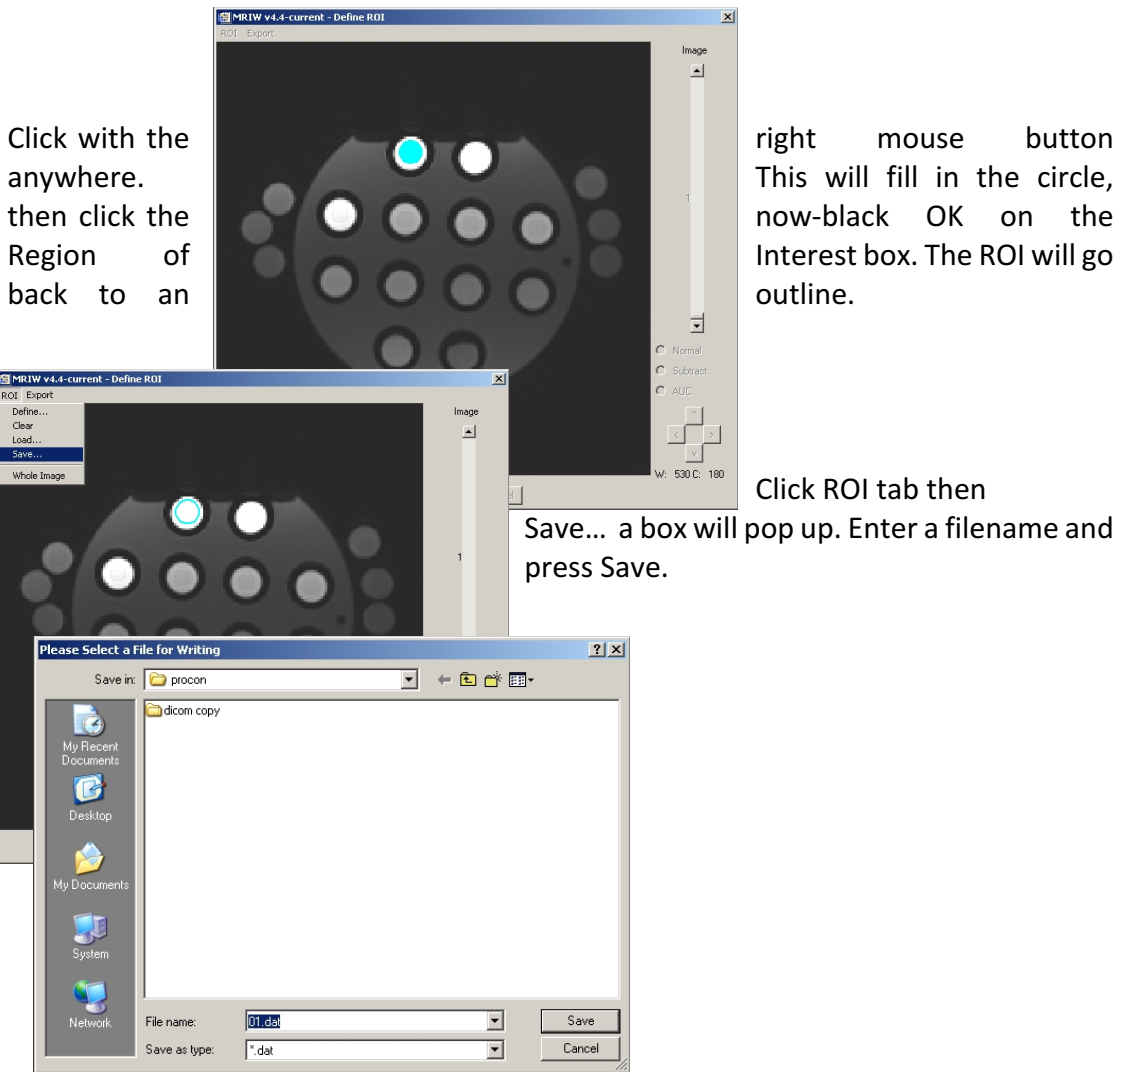 MRIW v4.4-current - Define ROI
ROI Export
Image
1
Normal
Subtract
AUC
W: 530 C: 180
Click with the right mouse button
anywhere. This will fill in the circle,
then click the now-black OK on the
Region of Interest box. The ROI will go
back to an outline.
MRIW v4.4-current - Define ROI
ROI Export
Define...
Clear
Load...
Save...
Whole Image
Image
1
Click ROI tab then
Save... a box will pop up. Enter a filename and
press Save.
Please Select a File for Writing
Save in: procon
dicom copy
My Recent
Documents
Desktop
My Documents
System
Network
File name: 01.dat
Save
Save as type: *.dat
Cancel